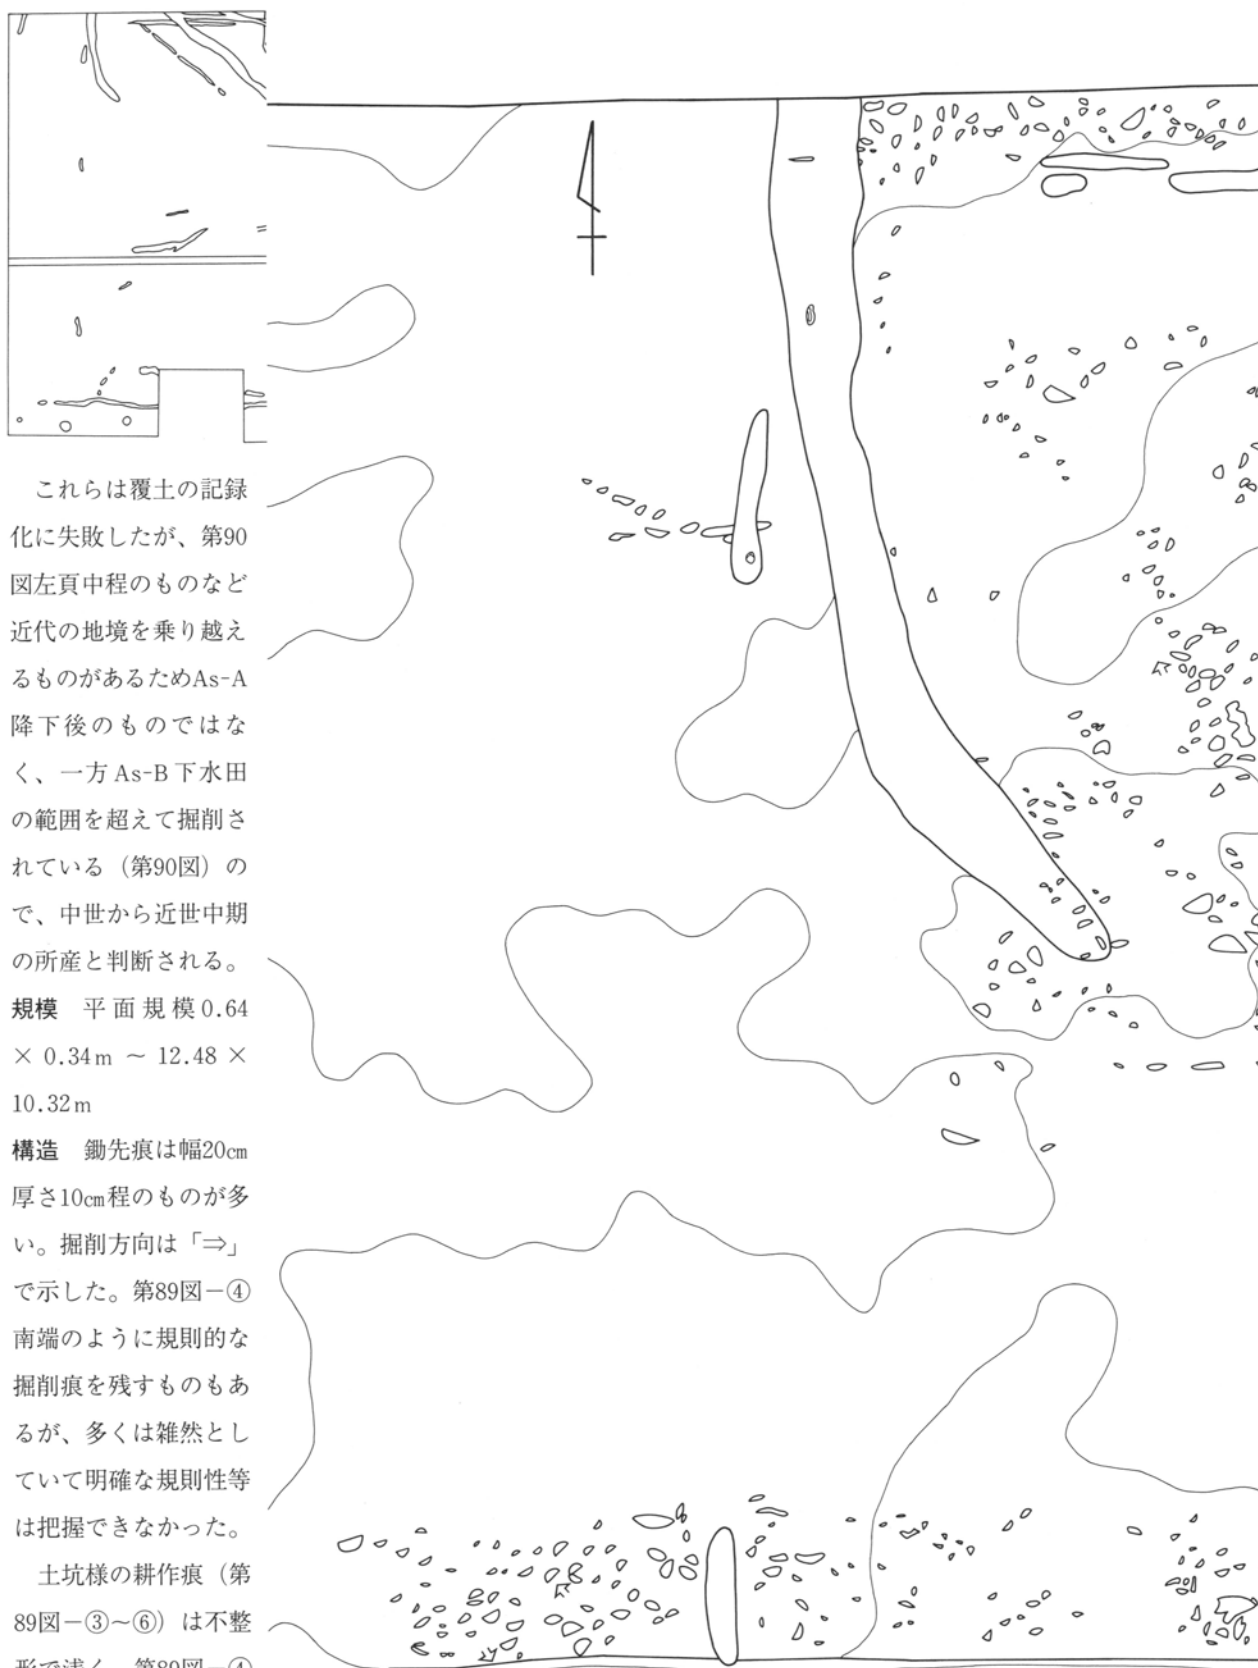 これらは覆土の記録
化に失敗したが、第90
図左頁中程のものなど
近代の地境を乗り越え
るものがあるためAs-A
降下後のものではな
く、一方As-B下水田
の範囲を超えて掘削さ
れている（第90図）の
で、中世から近世中期
の所産と判断される。
規模　平面規模0.64
× 0.34ｍ ～ 12.48 ×
10.32ｍ
構造　鋤先痕は幅20㎝
厚さ10㎝程のものが多
い。掘削方向は「⇒」
で示した。第89図－④
南端のように規則的な
掘削痕を残すものもあ
るが、多くは雑然とし
ていて明確な規則性等
は把握できなかった。
　土坑様の耕作痕（第
89図－③～⑥）は不整
形で浅く、第89図－④